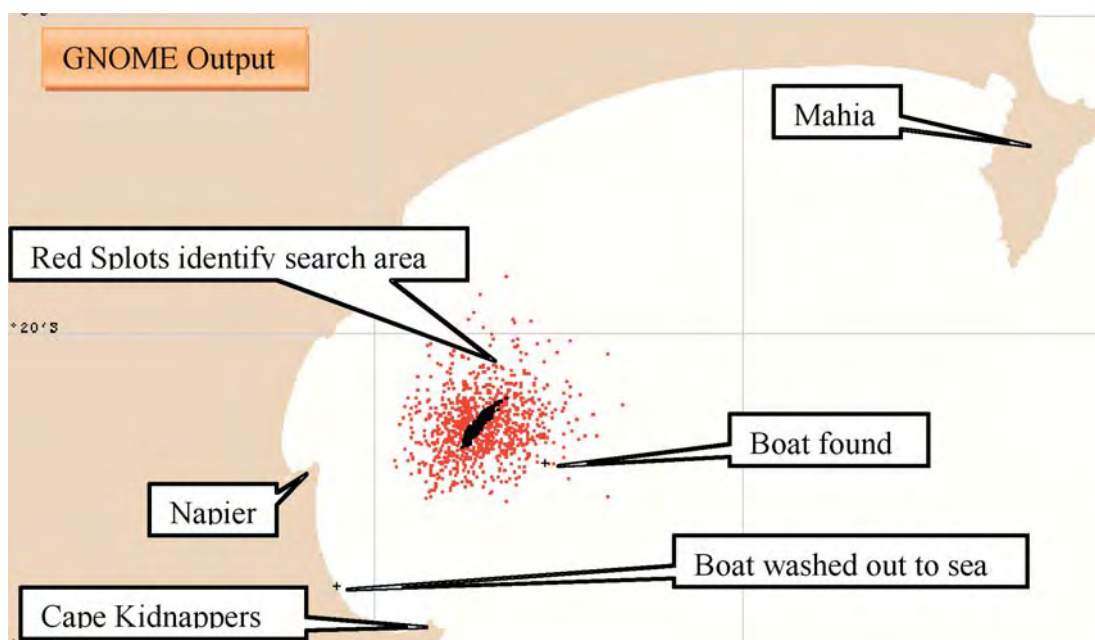 GNOME Output
Mahia
Red Splots identify search area
°20'S
Boat found
Napier
Boat washed out to sea
Cape Kidnappers